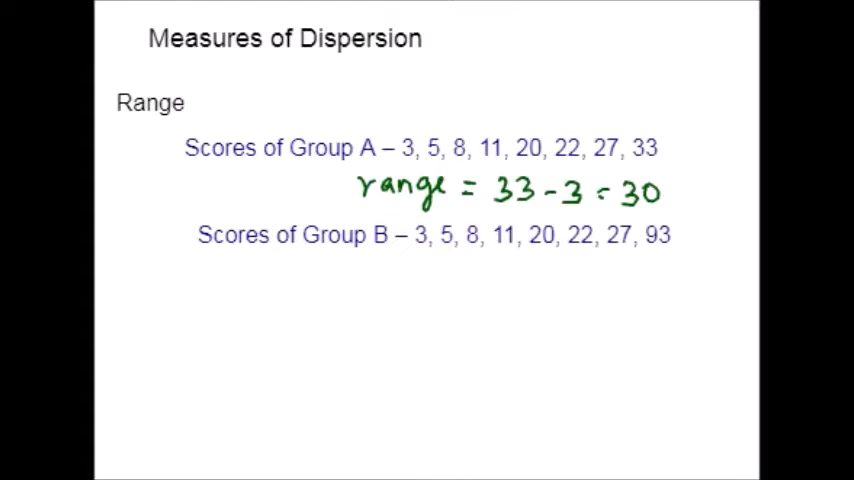 Measures of Dispersion
Range
Scores of Group A – 3, 5, 8, 11, 20, 22, 27, 33
range = 33 - 3 = 30
Scores of Group B – 3, 5, 8, 11, 20, 22, 27, 93